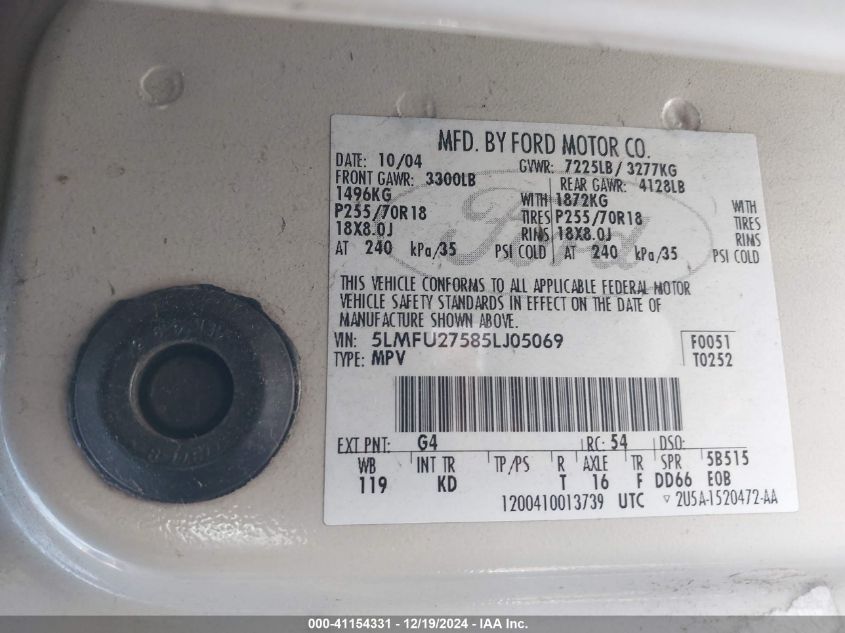 MFD. BY FORD MOTOR CO.
DATE: 10/04 GVWR: 7225LB / 3277KG
FRONT GAWR: 3300LB REAR GAWR: 4128LB
1496KG WITH 1872KG WITH
P255/70R18 TIRES P255/70R18 TIRES
18X8.0J RIMS 18X8.0J RIMS
AT 240 kPa/35 PSI COLD AT 240 kPa/35 PSI COLD
Ford
THIS VEHICLE CONFORMS TO ALL APPLICABLE FEDERAL MOTOR
VEHICLE SAFETY STANDARDS IN EFFECT ON THE DATE OF
MANUFACTURE SHOWN ABOVE.
VIN: 5LMFU27585LJ05069 F0051
TYPE: MPV T0252
EXT PNT: G4 RC: 54 DSO:
WB INT TR TP/PS R AXLE TR SPR 5B515
119 KD T 16 F DD66 EOB
1200410013739 UTC ▽ 2U5A-1520472-AA
000-41154331 - 12/19/2024 - IAA Inc.